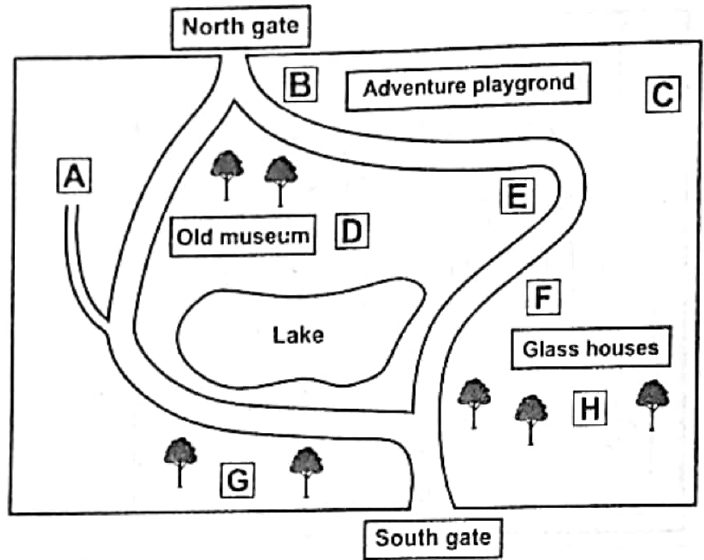 North gate
B
Adventure playgrond
C
A
E
Old museum
D
F
Lake
Glass houses
H
G
South gate